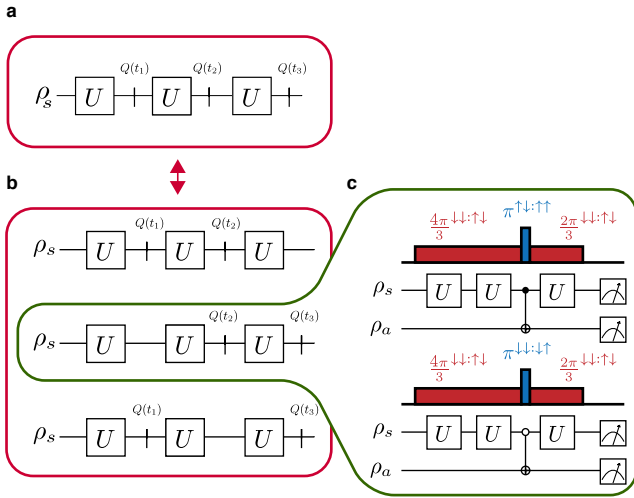 a
Q(t₁) Q(t₂) Q(t₃)
ρₛ U U U
b
Q(t₁) Q(t₂)
ρₛ U U U
Q(t₂) Q(t₃)
ρₛ U U U
Q(t₁) Q(t₃)
ρₛ U U U
c
π↑↓:↑↑
4π/3 ↓↓:↑↓ 2π/3 ↓↓:↑↓
ρₛ U U U
ρₐ
π↓↓:↓↑
4π/3 ↓↓:↑↓ 2π/3 ↓↓:↑↓
ρₛ U U U
ρₐ